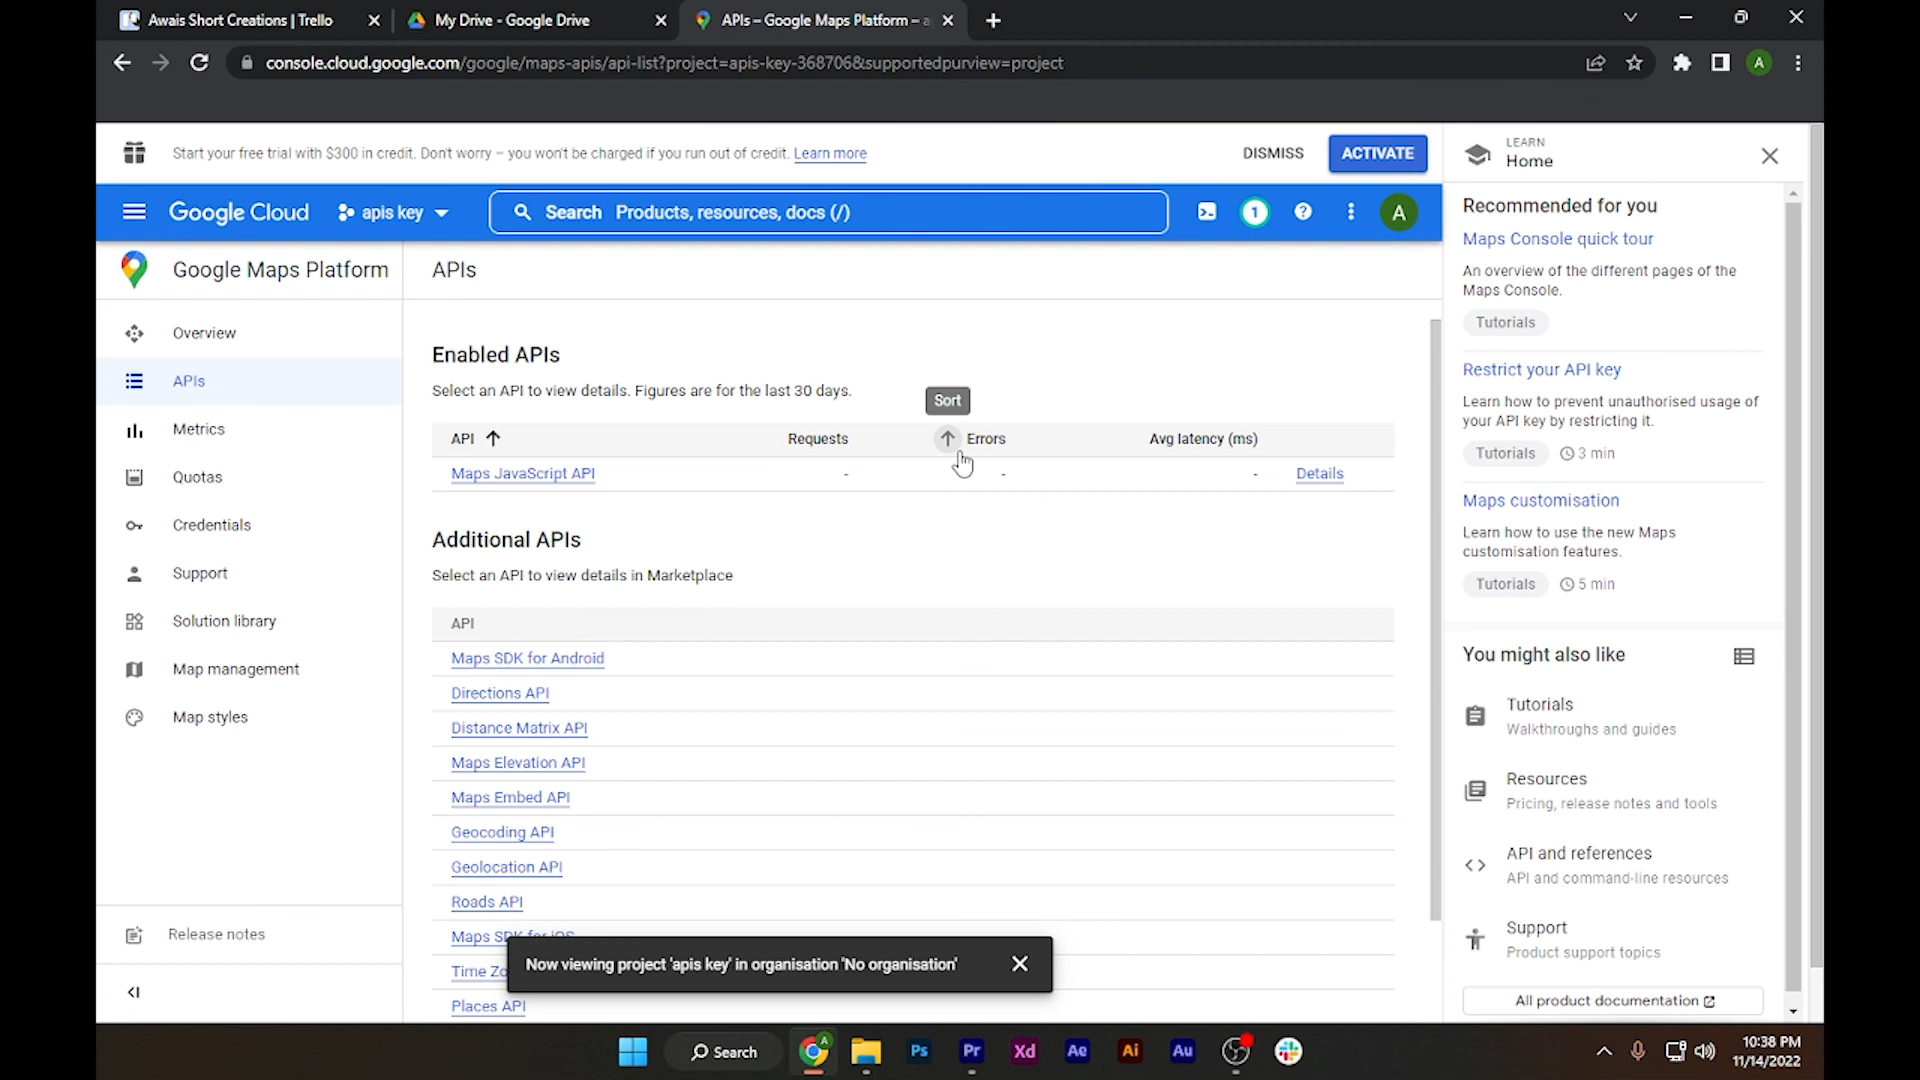 Awais Short Creations | Trello
My Drive - Google Drive
APIs – Google Maps Platform – a
console.cloud.google.com/google/maps-apis/api-list?project=apis-key-368706&supportedpurview=project
A
Start your free trial with $300 in credit. Don't worry – you won't be charged if you run out of credit. Learn more
DISMISS
ACTIVATE
LEARN
Home
Google Cloud
apis key
Search Products, resources, docs (/)
1
A
Google Maps Platform
APIs
Overview
APIs
Metrics
Quotas
Credentials
Support
Solution library
Map management
Map styles
Release notes
Enabled APIs
Select an API to view details. Figures are for the last 30 days.
Sort
API Requests Errors Avg latency (ms)
Maps JavaScript API - - - Details
Additional APIs
Select an API to view details in Marketplace
API
Maps SDK for Android
Directions API
Distance Matrix API
Maps Elevation API
Maps Embed API
Geocoding API
Geolocation API
Roads API
Maps SDK for iOS
Time Zo
Places API
Now viewing project 'apis key' in organisation 'No organisation'
Recommended for you
Maps Console quick tour
An overview of the different pages of the
Maps Console.
Tutorials
Restrict your API key
Learn how to prevent unauthorised usage of
your API key by restricting it.
Tutorials 3 min
Maps customisation
Learn how to use the new Maps
customisation features.
Tutorials 5 min
You might also like
Tutorials
Walkthroughs and guides
Resources
Pricing, release notes and tools
API and references
API and command-line resources
Support
Product support topics
All product documentation
Search
A
Ps
Pr
Xd
Ae
Ai
Au
10:38 PM
11/14/2022